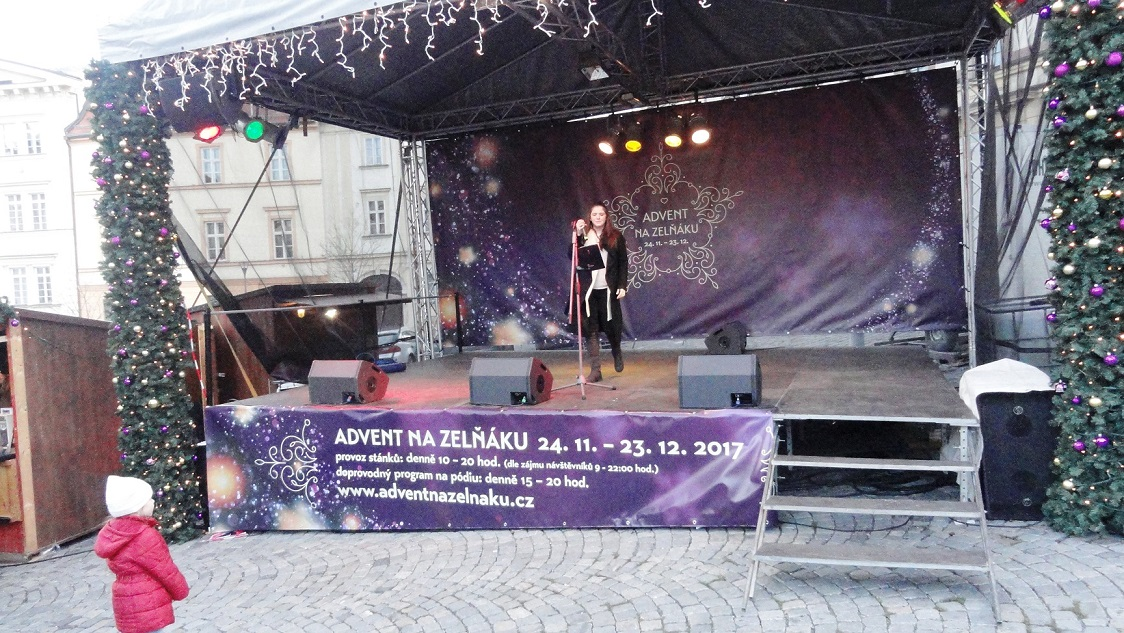 ADVENT
NA ZELŇÁKU
24. 11. – 23. 12.
ADVENT NA ZELŇÁKU 24. 11. – 23. 12. 2017
provoz stánků: denně 10 – 20 hod. (dle zájmu návštěvníků 9 - 22:00 hod.)
doprovodný program na pódiu: denně 15 – 20 hod.
www.adventnazelnaku.cz